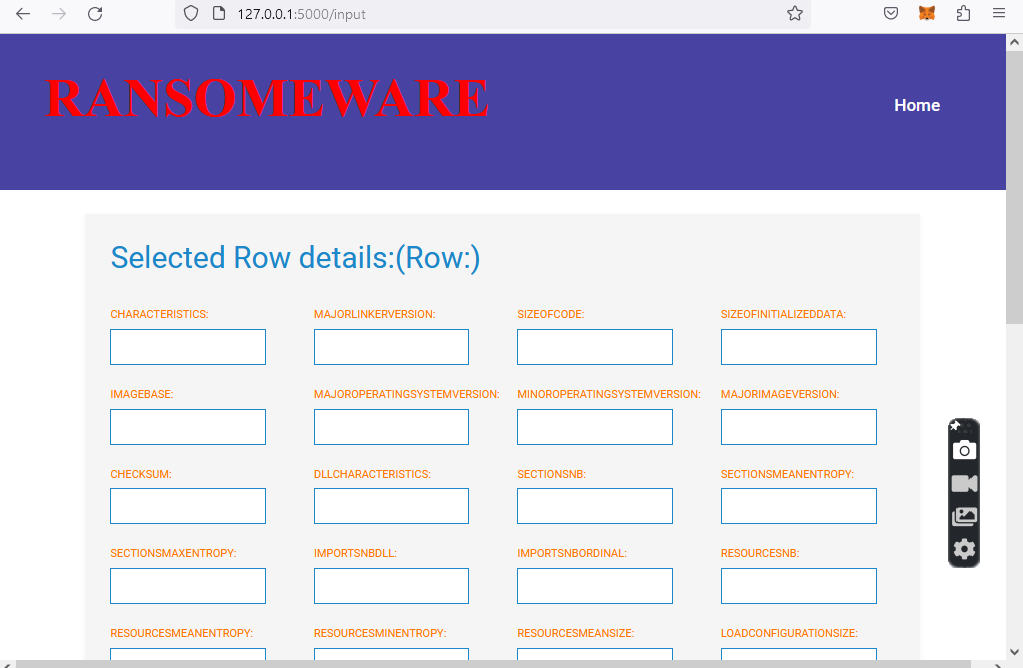 127.0.0.1:5000/input
RANSOMEWARE
Home
Selected Row details:(Row:)
CHARACTERISTICS: MAJORLINKERVERSION: SIZEOFCODE: SIZEOFINITIALIZEDDATA:
IMAGEBASE: MAJOROPERATINGSYSTEMVERSION: MINOROPERATINGSYSTEMVERSION: MAJORIMAGEVERSION:
CHECKSUM: DLLCHARACTERISTICS: SECTIONSNB: SECTIONSMEANENTROPY:
SECTIONSMAXENTROPY: IMPORTSNBDLL: IMPORTSNBORDINAL: RESOURCESNB:
RESOURCESMEANENTROPY: RESOURCESMINENTROPY: RESOURCESMEANSIZE: LOADCONFIGURATIONSIZE: